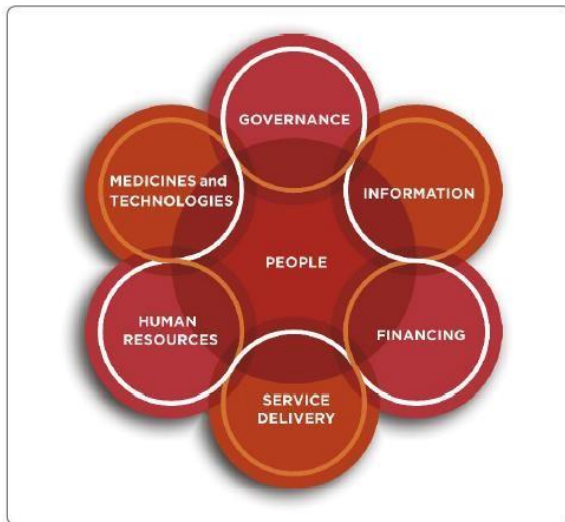 GOVERNANCE
MEDICINES and
TECHNOLOGIES
INFORMATION
PEOPLE
HUMAN
RESOURCES
FINANCING
SERVICE
DELIVERY